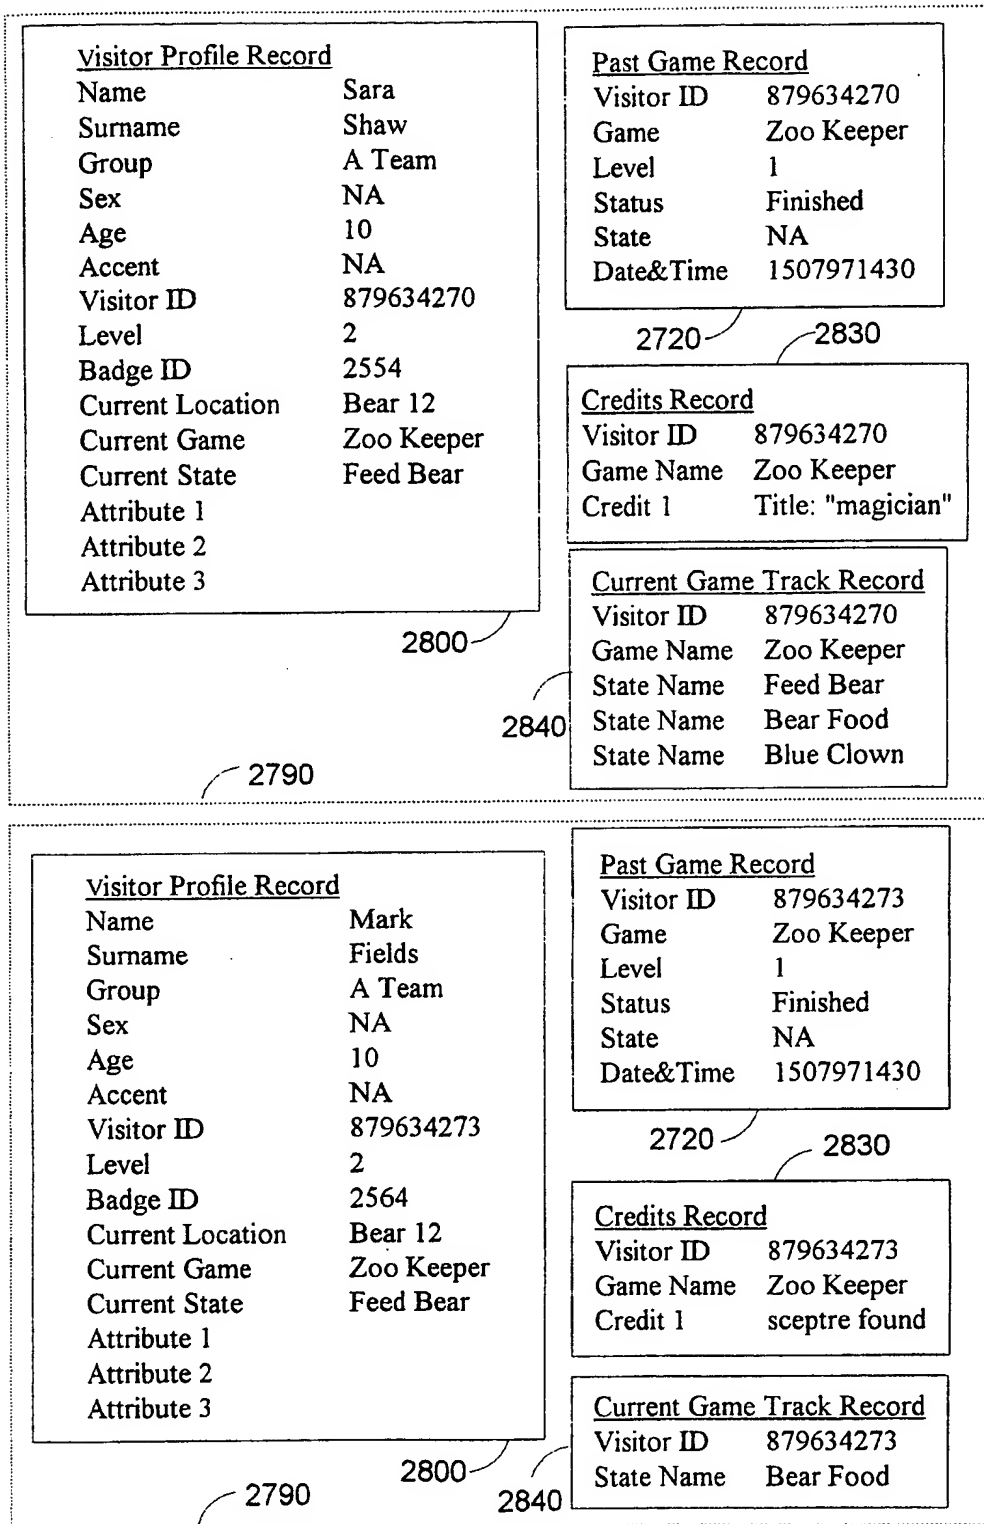 Visitor Profile Record
Name Sara
Surname Shaw
Group A Team
Sex NA
Age 10
Accent NA
Visitor ID 879634270
Level 2
Badge ID 2554
Current Location Bear 12
Current Game Zoo Keeper
Current State Feed Bear
Attribute 1
Attribute 2
Attribute 3
2800
Past Game Record
Visitor ID 879634270
Game Zoo Keeper
Level 1
Status Finished
State NA
Date&Time 1507971430
2720
2830
Credits Record
Visitor ID 879634270
Game Name Zoo Keeper
Credit 1 Title: "magician"
Current Game Track Record
Visitor ID 879634270
Game Name Zoo Keeper
State Name Feed Bear
State Name Bear Food
State Name Blue Clown
2840
2790
Visitor Profile Record
Name Mark
Surname Fields
Group A Team
Sex NA
Age 10
Accent NA
Visitor ID 879634273
Level 2
Badge ID 2564
Current Location Bear 12
Current Game Zoo Keeper
Current State Feed Bear
Attribute 1
Attribute 2
Attribute 3
2800
Past Game Record
Visitor ID 879634273
Game Zoo Keeper
Level 1
Status Finished
State NA
Date&Time 1507971430
2720
2830
Credits Record
Visitor ID 879634273
Game Name Zoo Keeper
Credit 1 sceptre found
Current Game Track Record
Visitor ID 879634273
State Name Bear Food
2840
2790